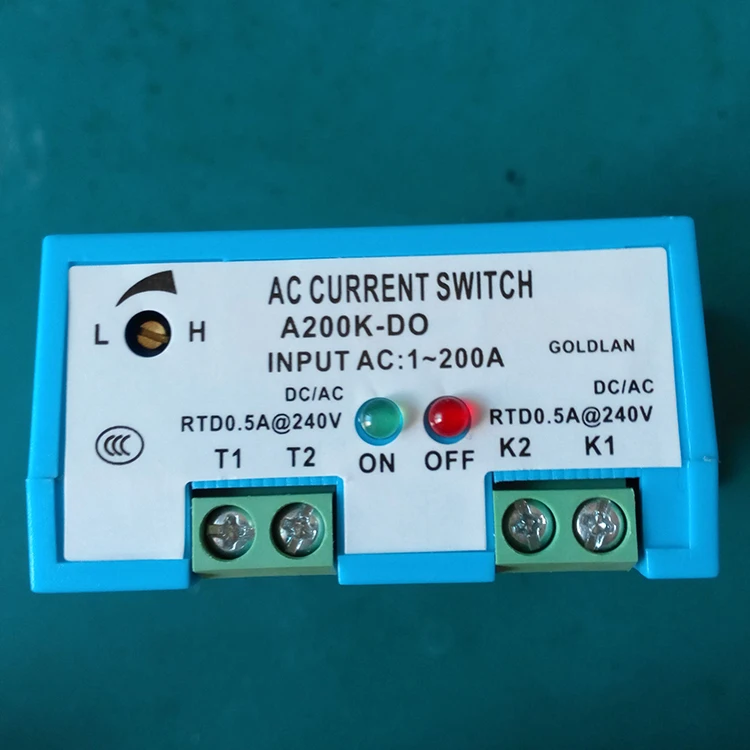 AC CURRENT SWITCH
A200K-DO
L H
INPUT AC:1~200A
GOLDLAN
DC/AC
RTD0.5A@240V
T1 T2
ON
OFF
DC/AC
RTD0.5A@240V
K2 K1
CCC